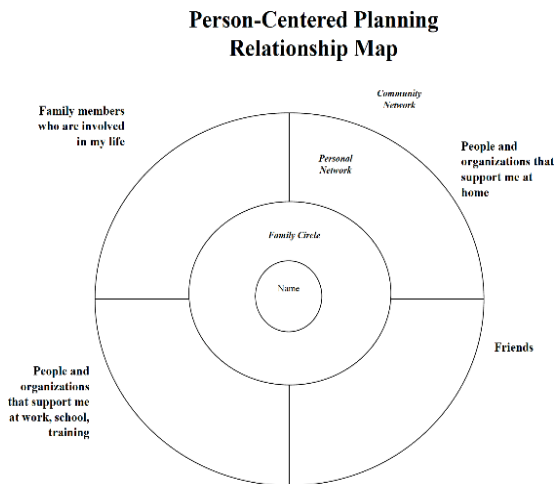 Person-Centered Planning
Relationship Map
Community
Network
Family members
who are involved
in my life
People and
organizations that
support me at
home
Personal
Network
Family Circle
Name
Friends
People and
organizations
that support me
at work, school,
training